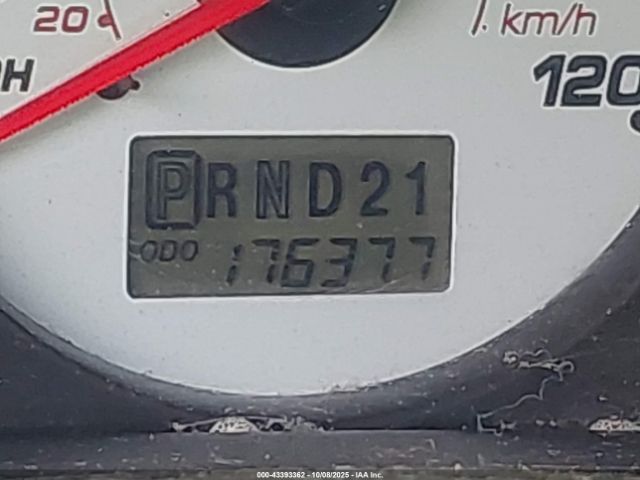 20
km/h
120
PRND21
ODO 176377
000-43393362 - 10/08/2025 - IAA Inc.